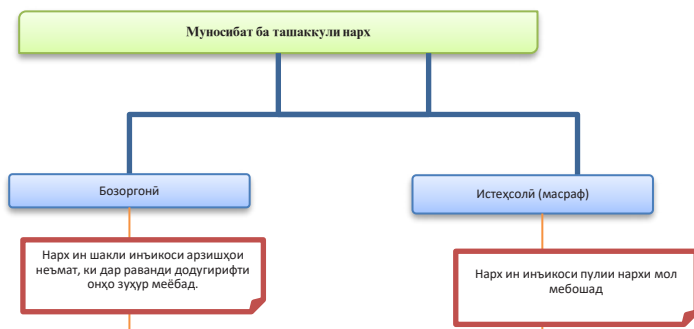 Муносибат ба ташаккули нарх
Бозоргонӣ
Истеҳсолӣ (масраф)
Нарх ин шакли инъикоси арзишҳои
неъмат, ки дар раванди додугирифти
онҳо зуҳур меёбад.
Нарх ин инъикоси пулии нархи мол
мебошад